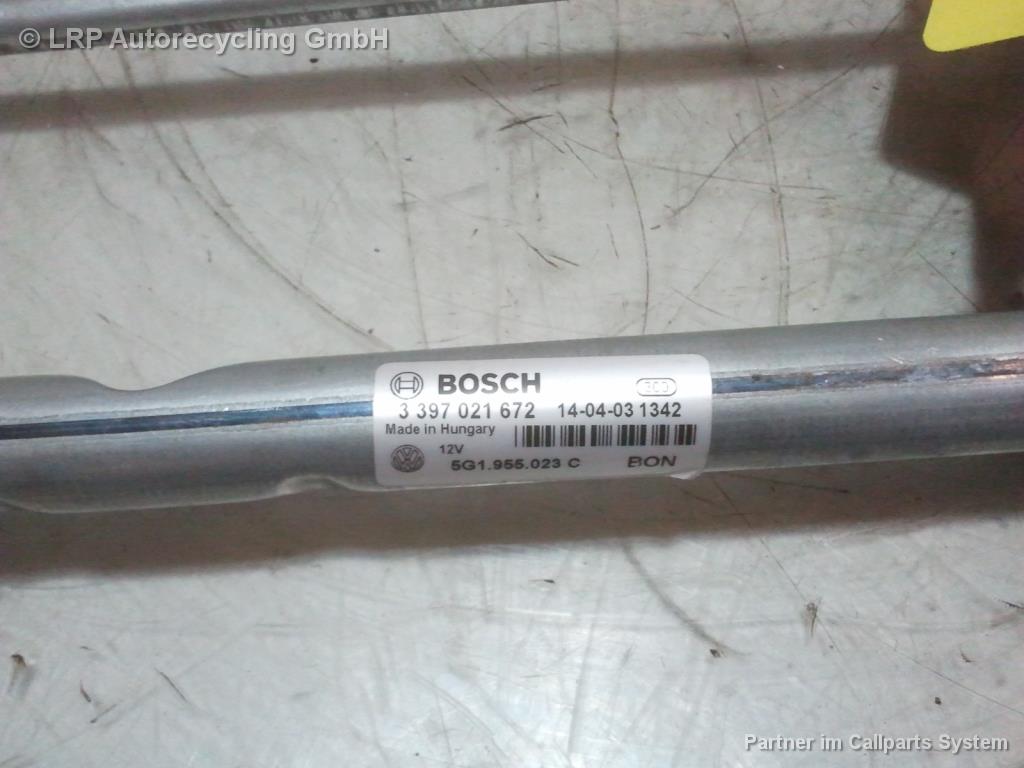 © LRP Autorecycling GmbH
BOSCH
3 397 021 672 14-04-03 1342
Made in Hungary
12V
5G1.955.023 C BON
Partner im Callparts System